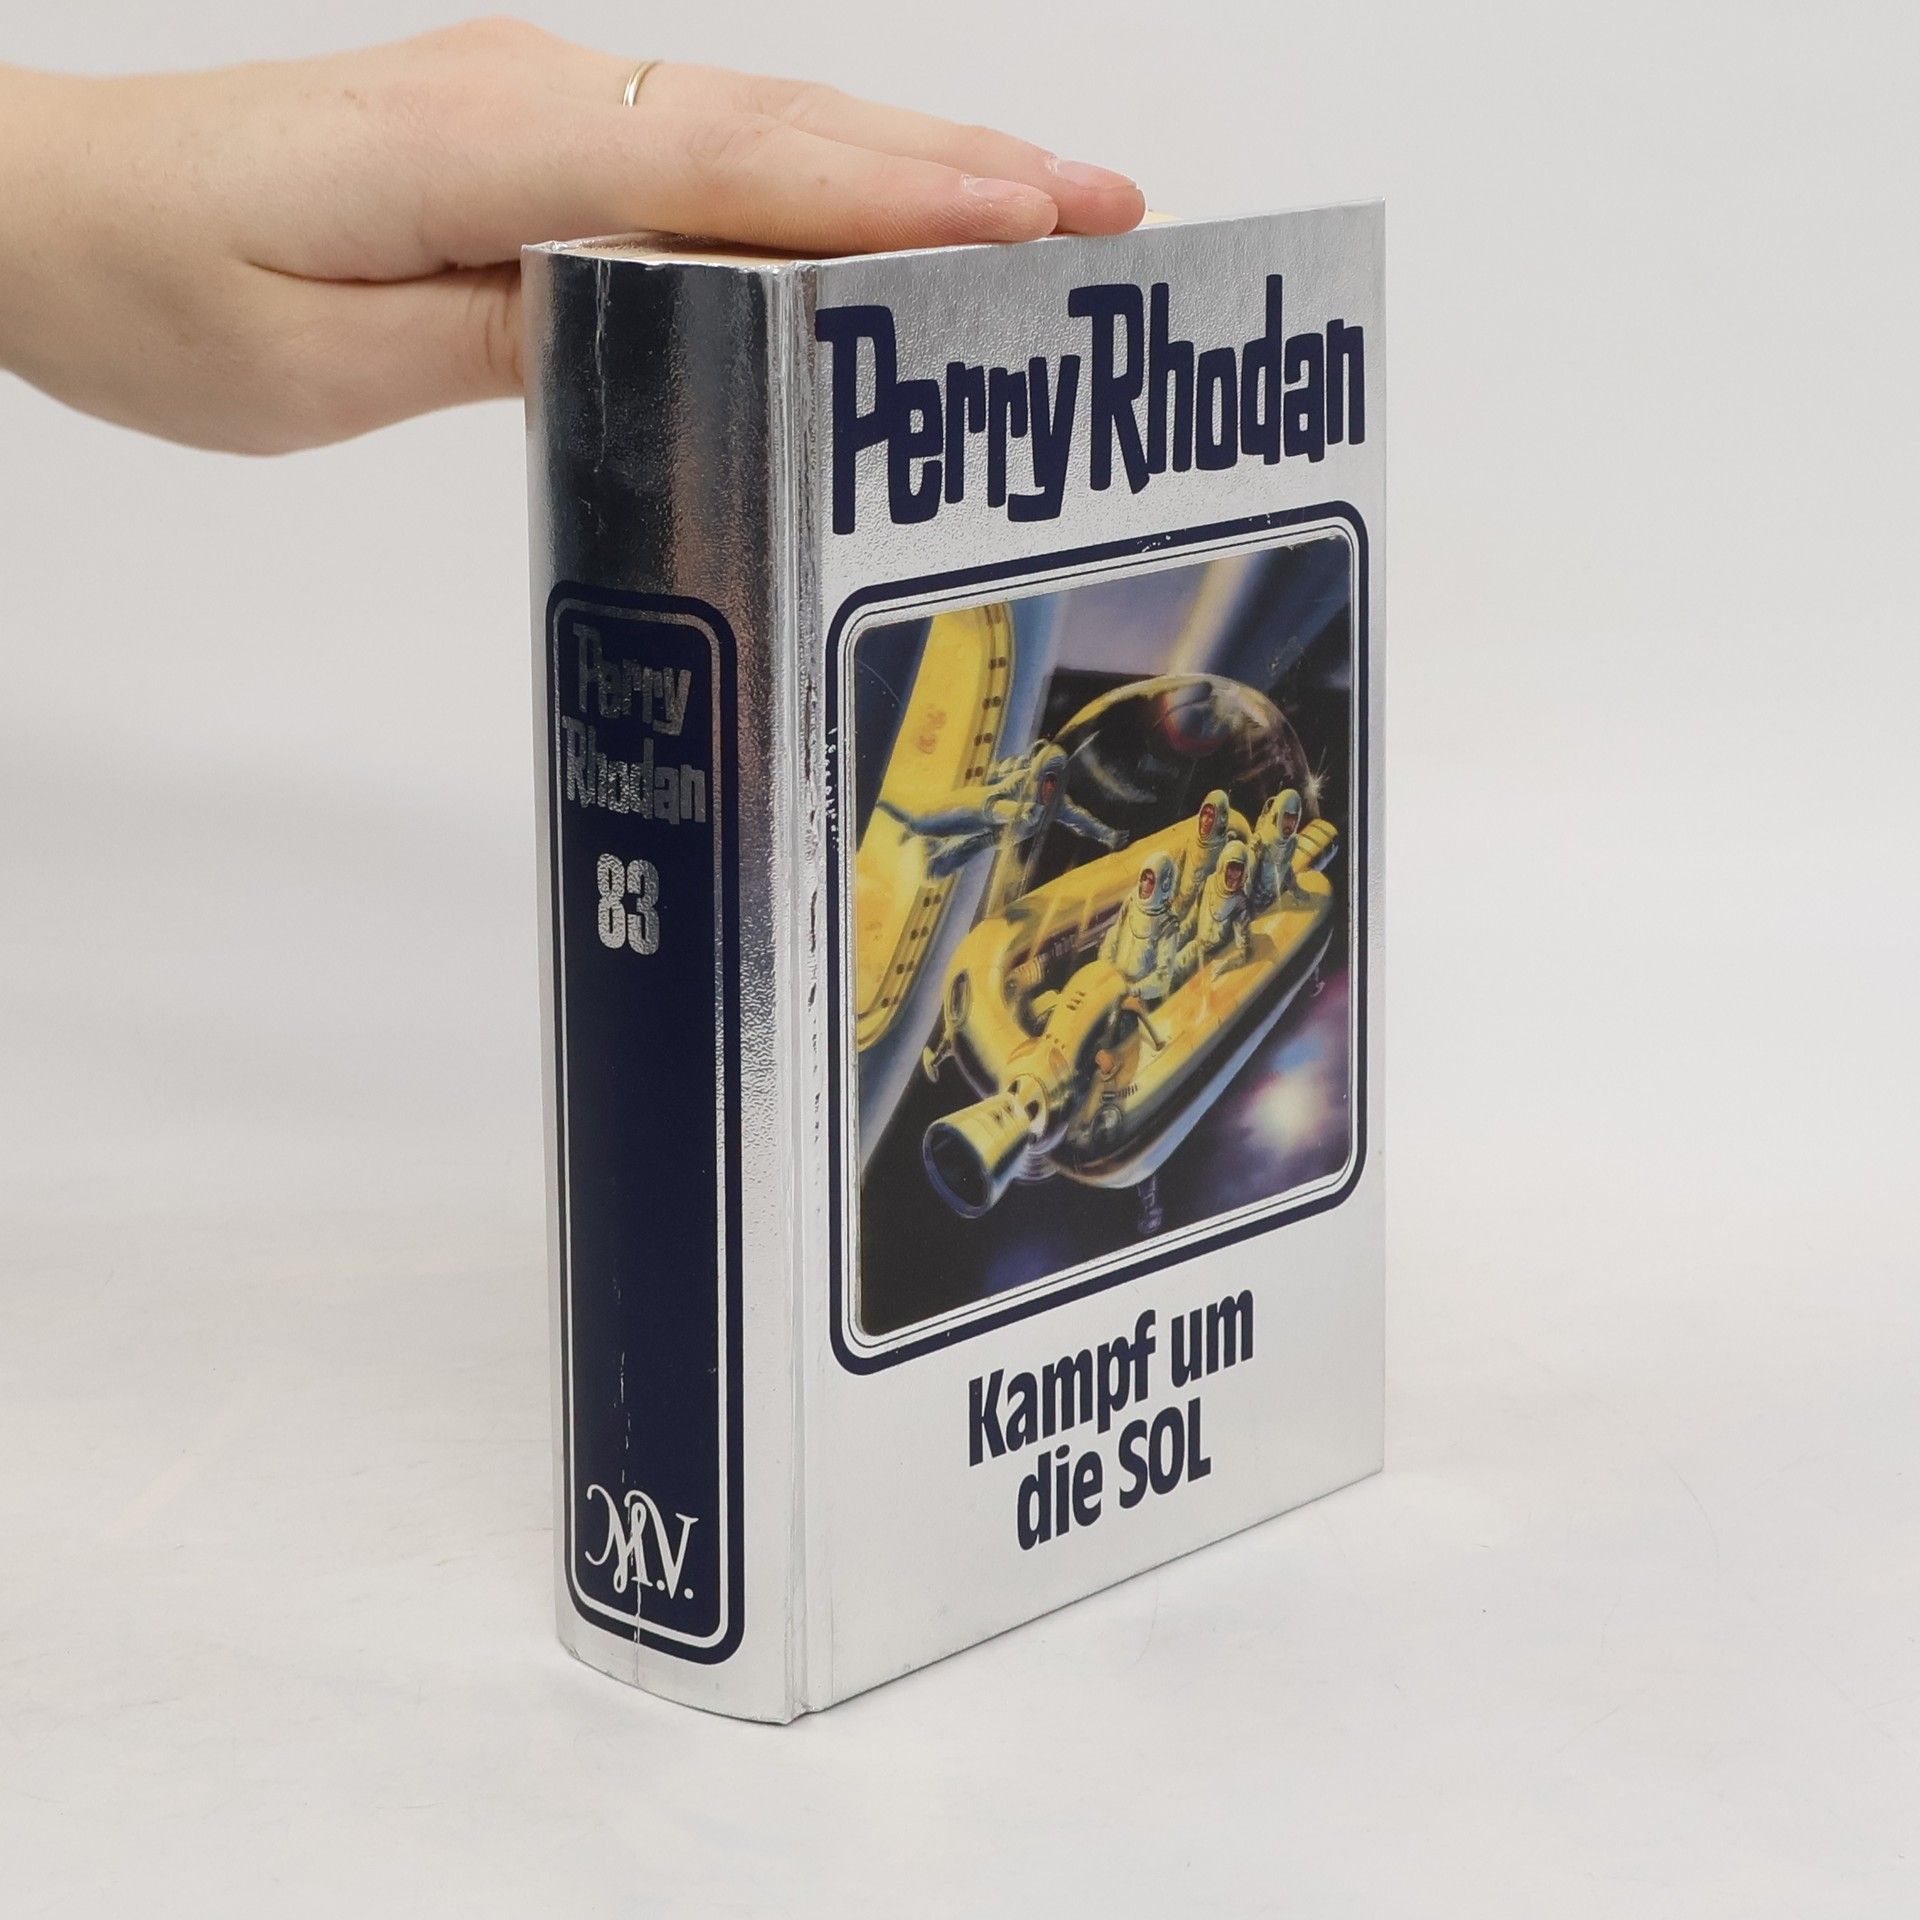 Perry Rhodan
Kampf um
die SOL
Perry
Rhodan
83
M.V.